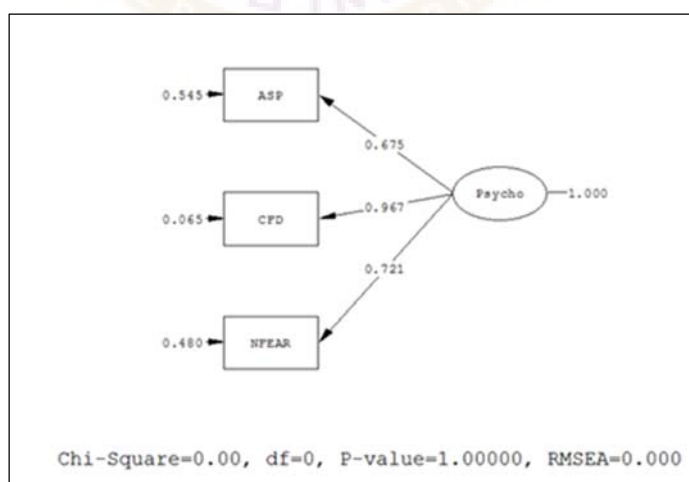 0.545 ASP
0.675
Psycho 1.000
0.065 CFD 0.967
0.721
0.480 NFEAR
Chi-Square=0.00, df=0, P-value=1.00000, RMSEA=0.000